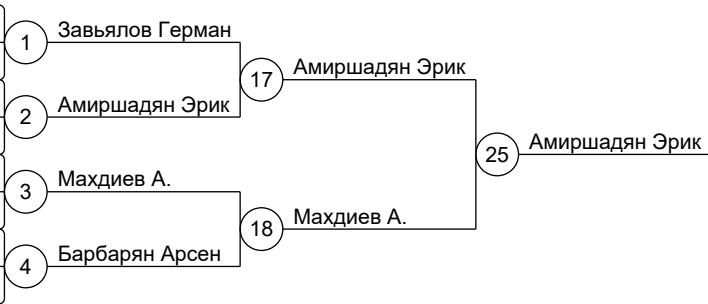 1
Завьялов Герман
17
Амиршадян Эрик
2
Амиршадян Эрик
25
Амиршадян Эрик
3
Махдиев А.
18
Махдиев А.
4
Барбарян Арсен